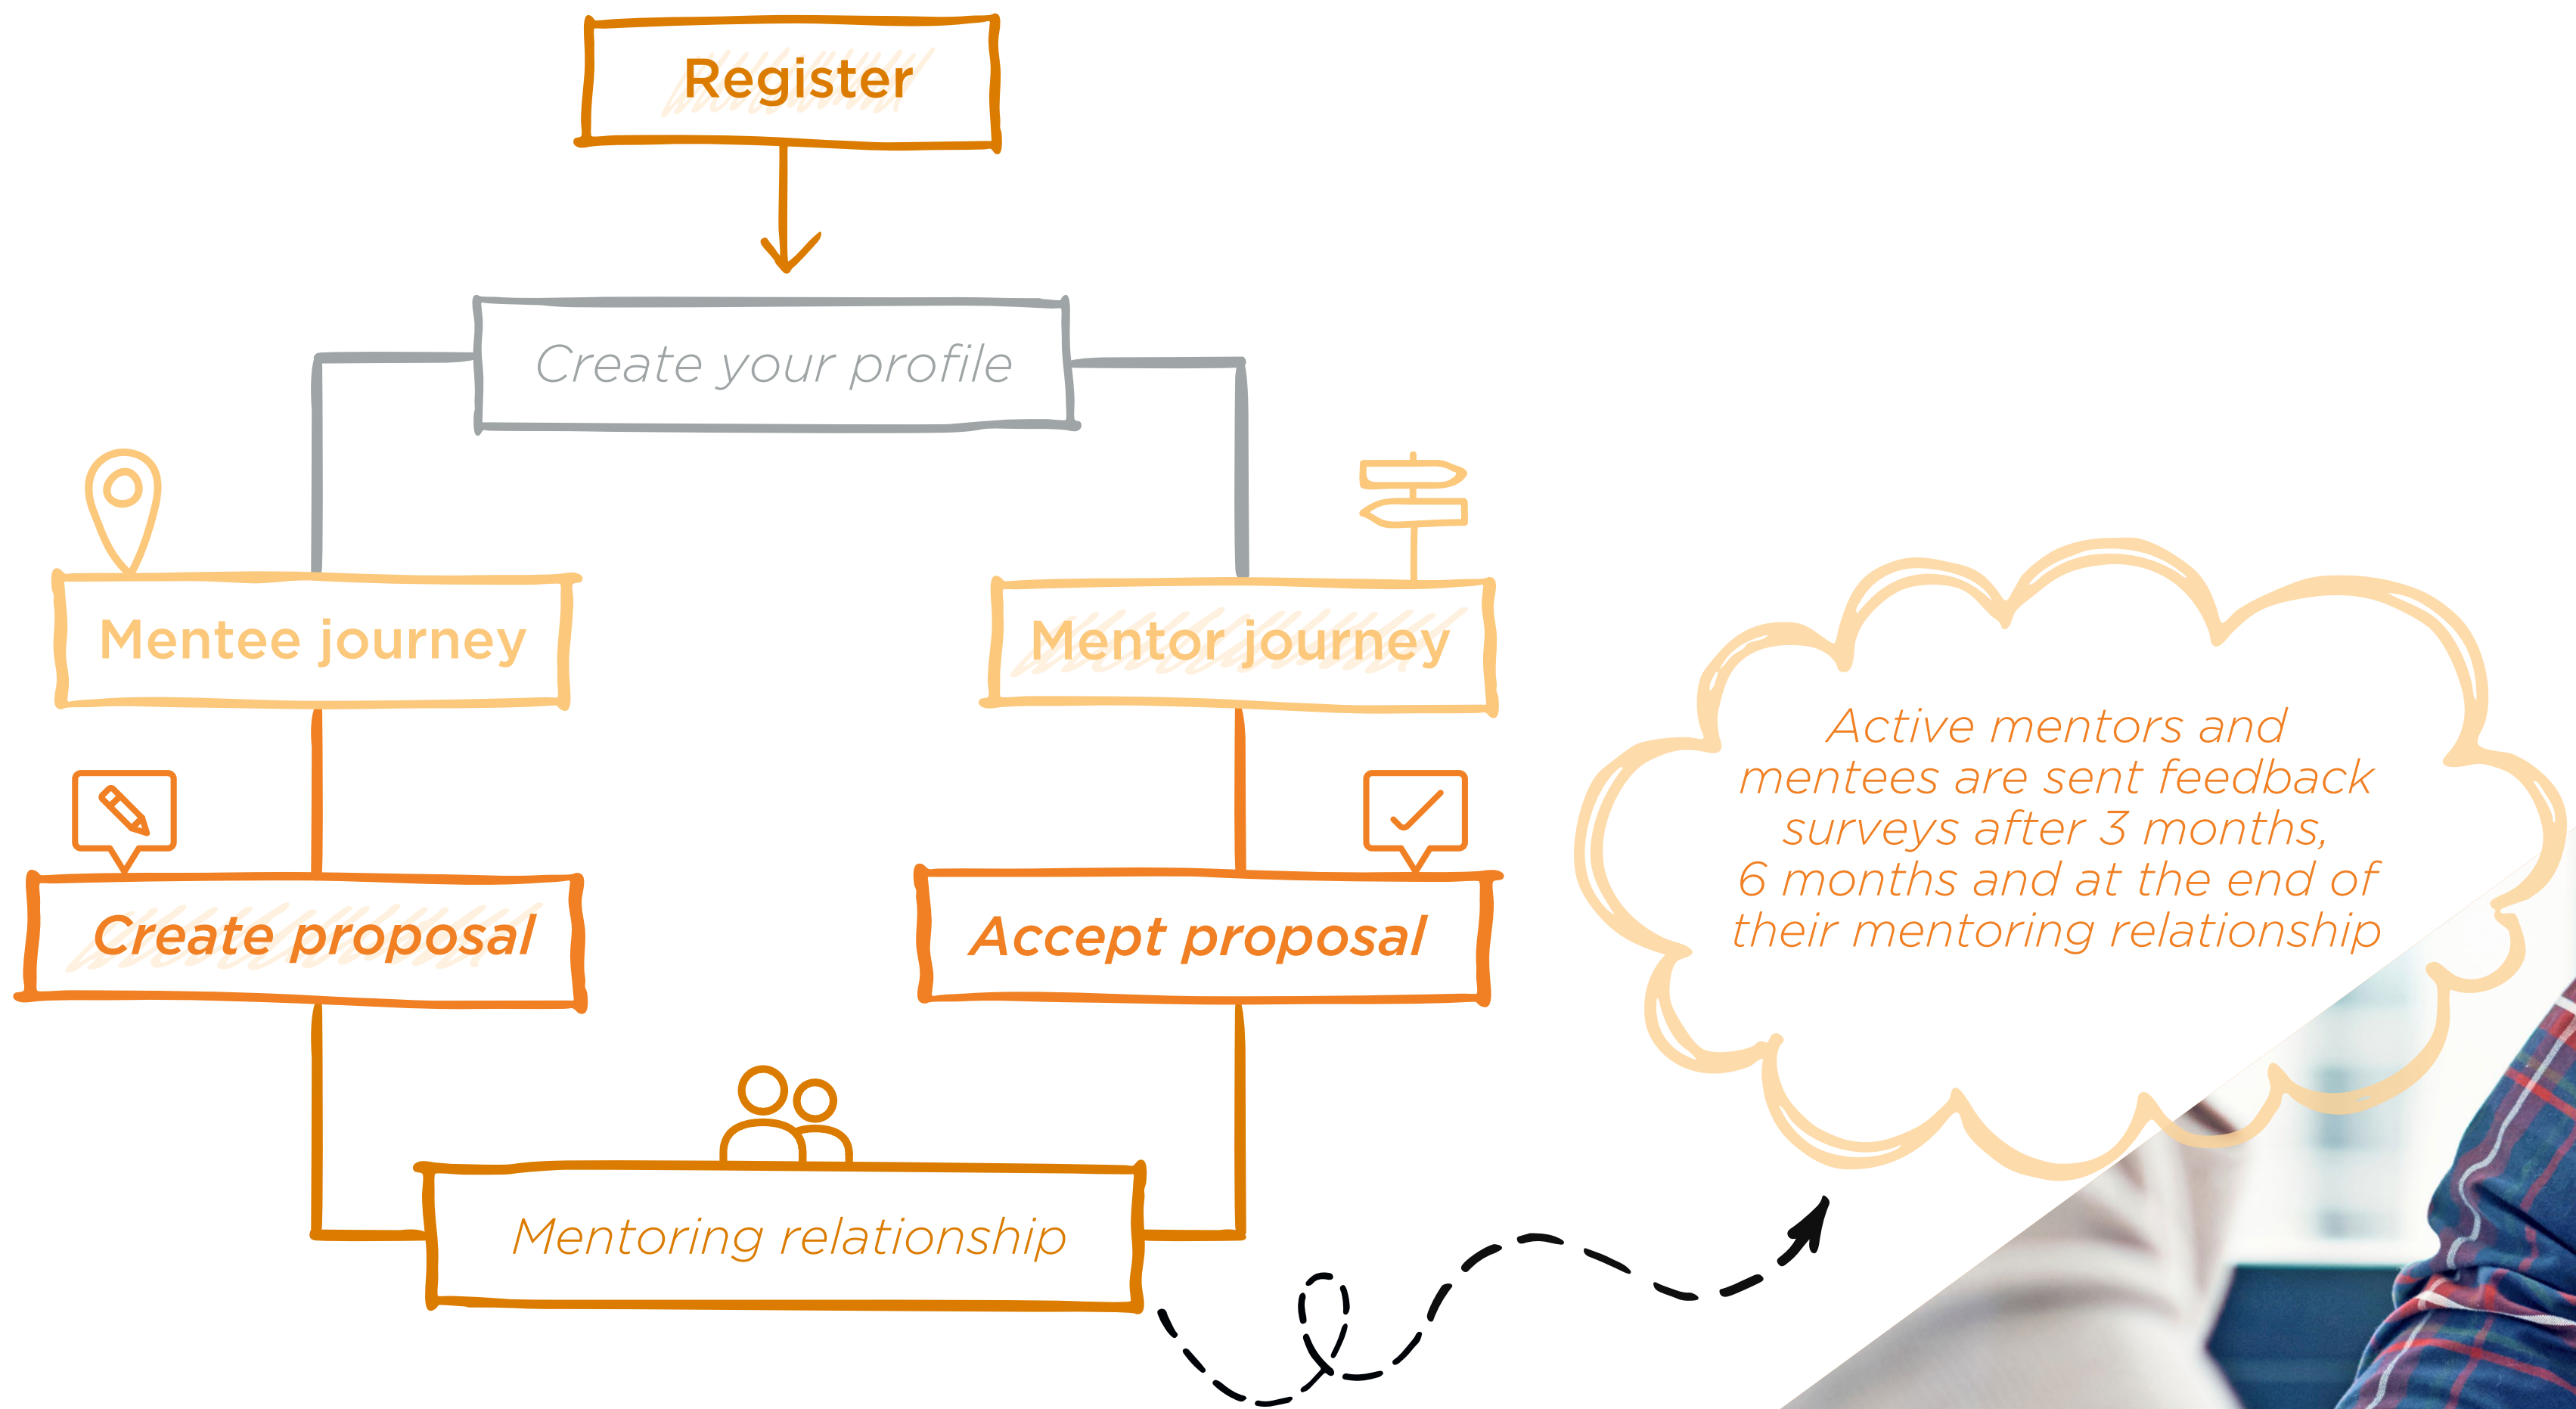 Register
Create your profile
Mentee journey
Mentor journey
Create proposal
Accept proposal
Mentoring relationship
Active mentors and
mentees are sent feedback
surveys after 3 months,
6 months and at the end of
their mentoring relationship